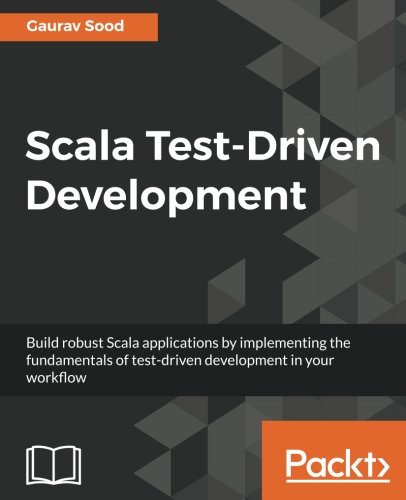 Gaurav Sood
Scala Test-Driven
Development
Build robust Scala applications by implementing the
fundamentals of test-driven development in your
workflow
Packt>